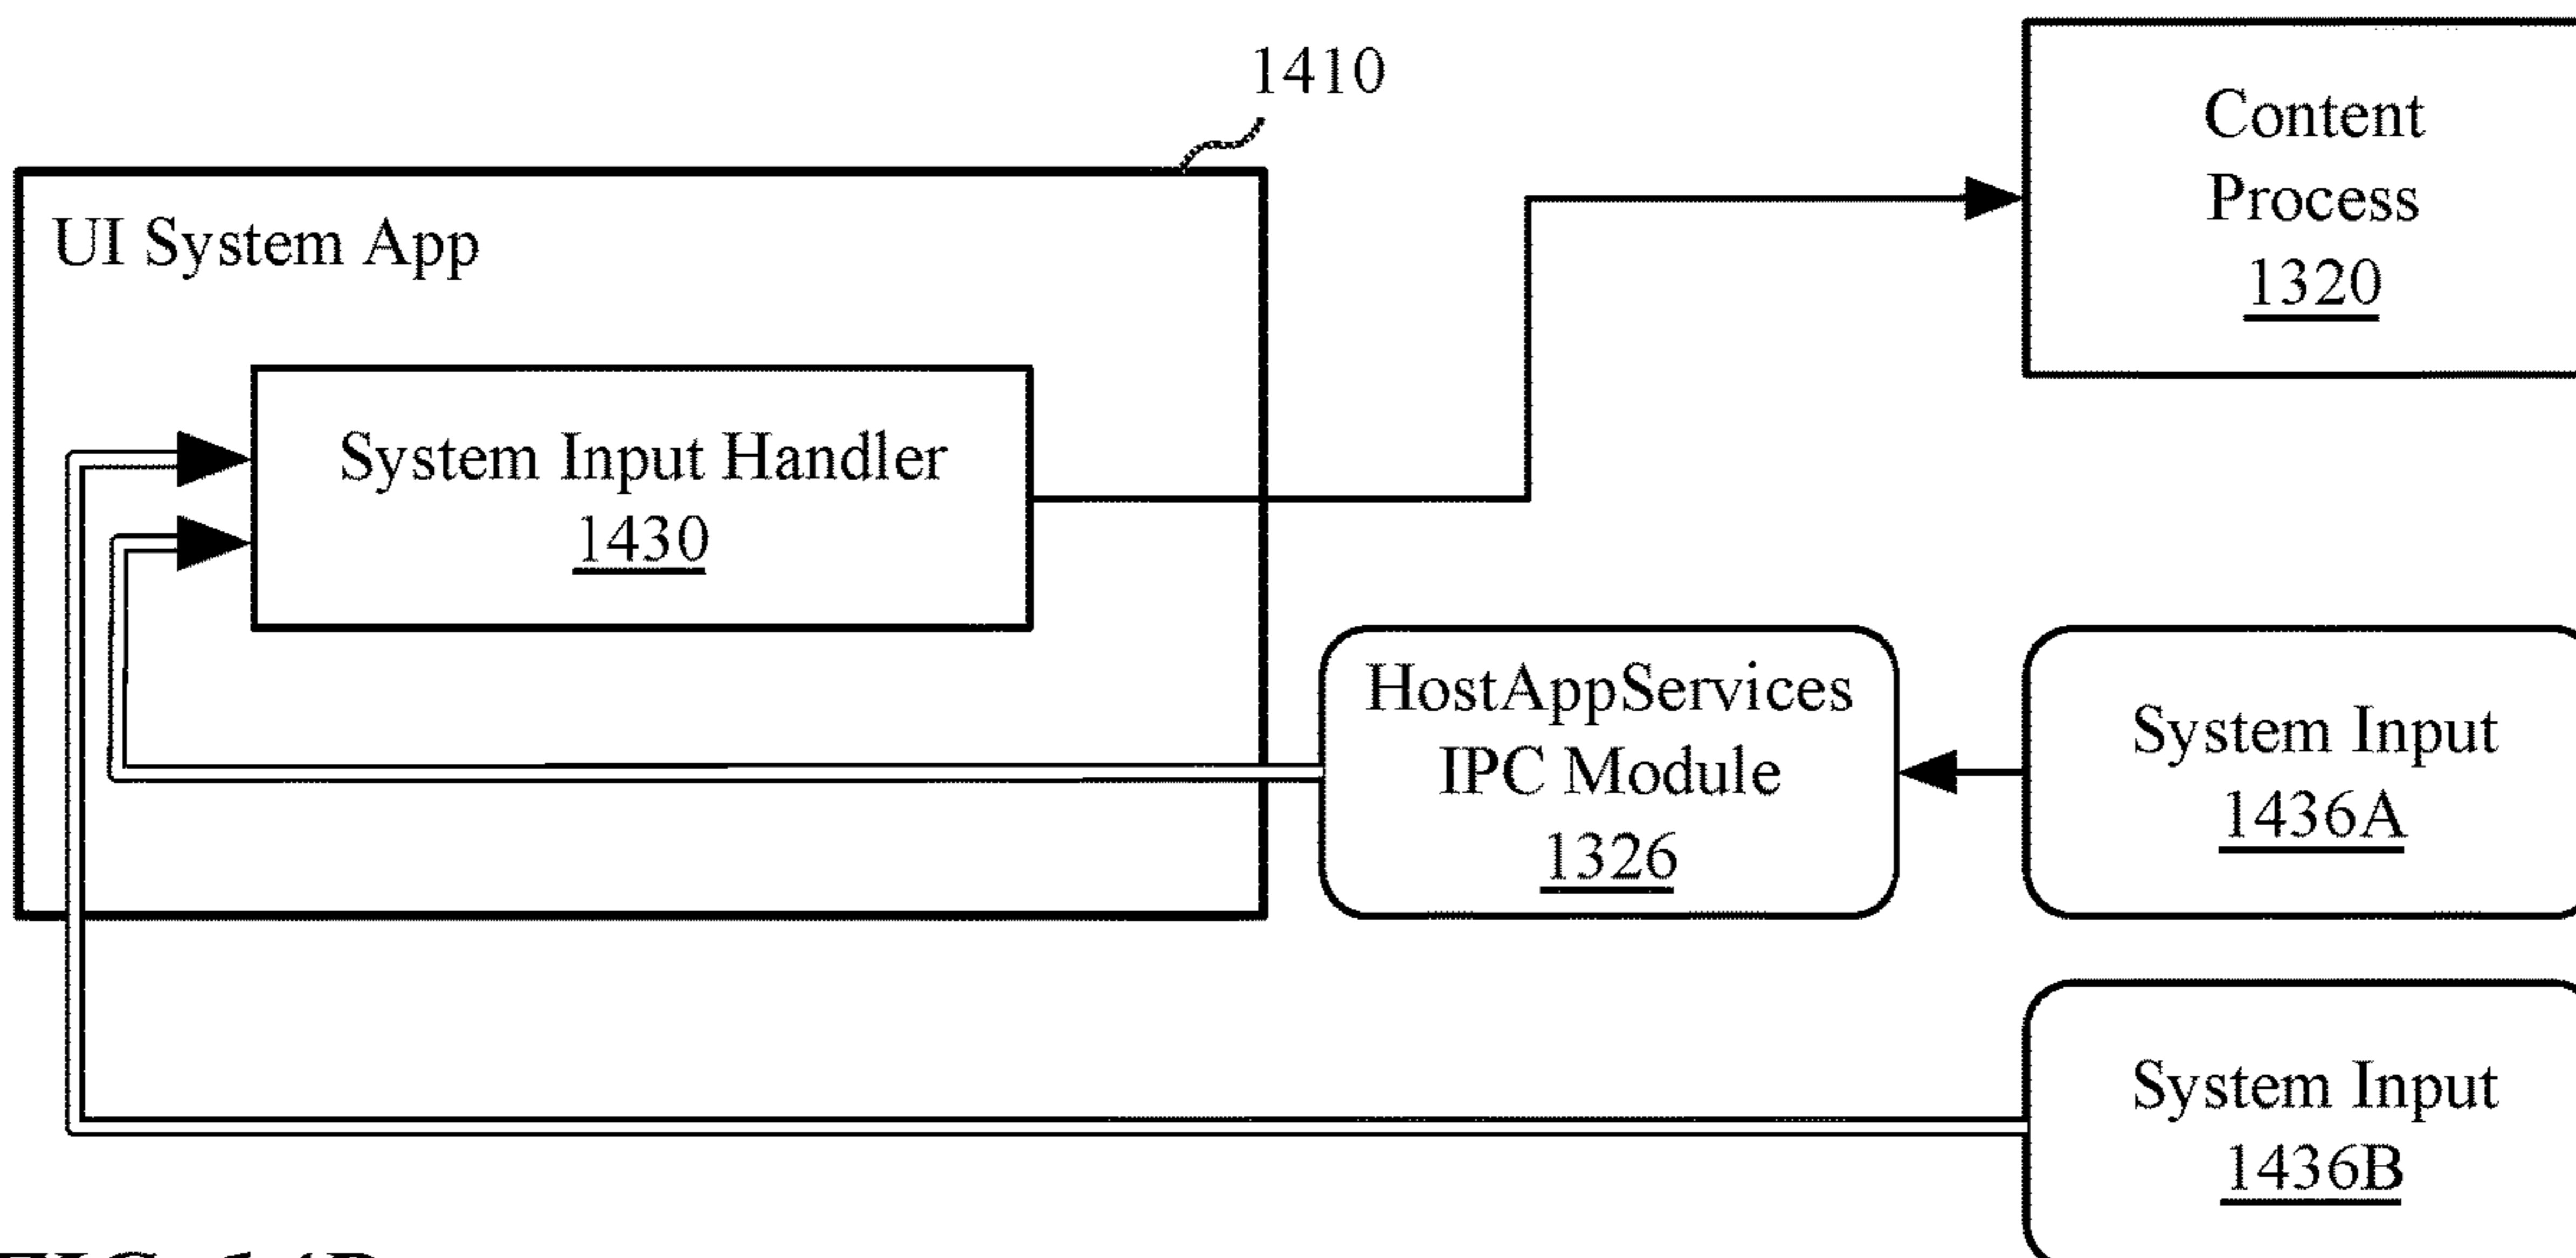 1410
Content
Process
1320
UI System App
System Input Handler
1430
HostAppServices
IPC Module
1326
System Input
1436A
System Input
1436B